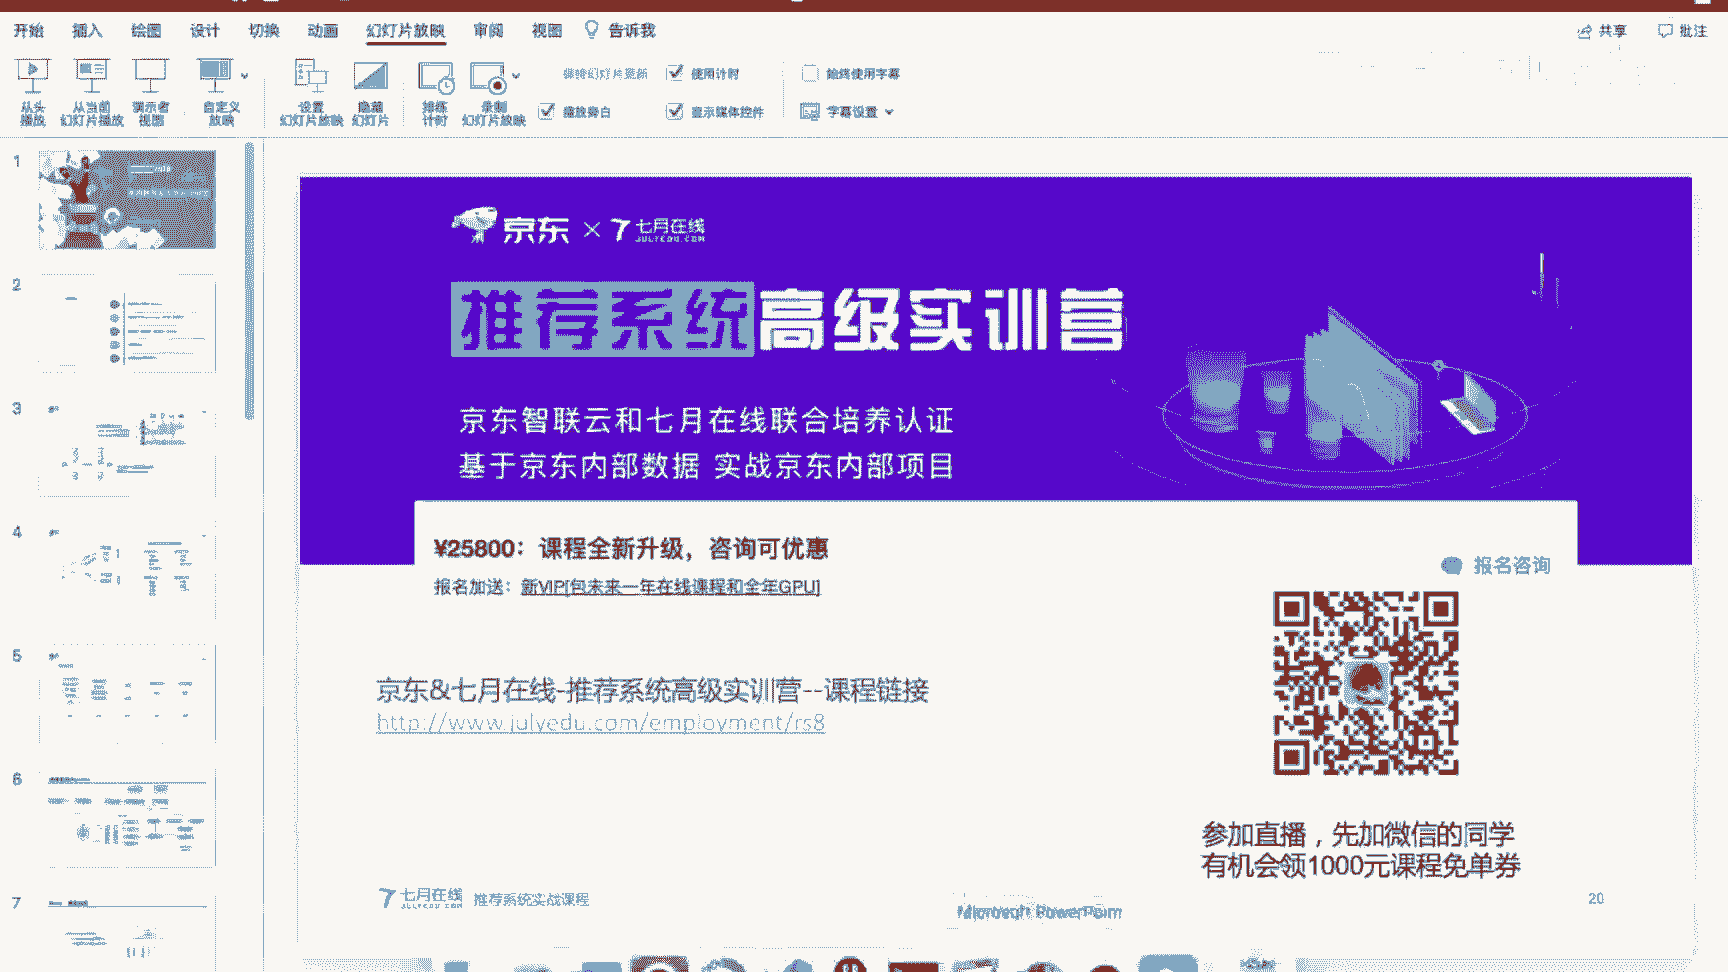 开始 插入 绘图 设计 切换 动画 幻灯片放映 审阅 视图 告诉我 共享 批注
从头播放 从当前幻灯片播放 演示者视图 自定义放映 设置幻灯片放映 隐藏幻灯片 排练计时 录制幻灯片放映
保持幻灯片更新 使用计时 始终使用字幕
播放旁白 显示媒体控件 字幕设置
1
2
3
4
5
6
7
京东 × 七月在线
JULYEDU.COM
推荐系统高级实训营
京东智联云和七月在线联合培养认证
基于京东内部数据 实战京东内部项目
¥25800：课程全新升级，咨询可优惠
报名加送：新VIP[包未来一年在线课程和全年GPU]
报名咨询
京东&七月在线-推荐系统高级实训营--课程链接
http://www.julyedu.com/employment/rs8
参加直播，先加微信的同学
有机会领1000元课程免单券
七月在线 推荐系统实战课程
JULYEDU.COM
Microsoft PowerPoint
20